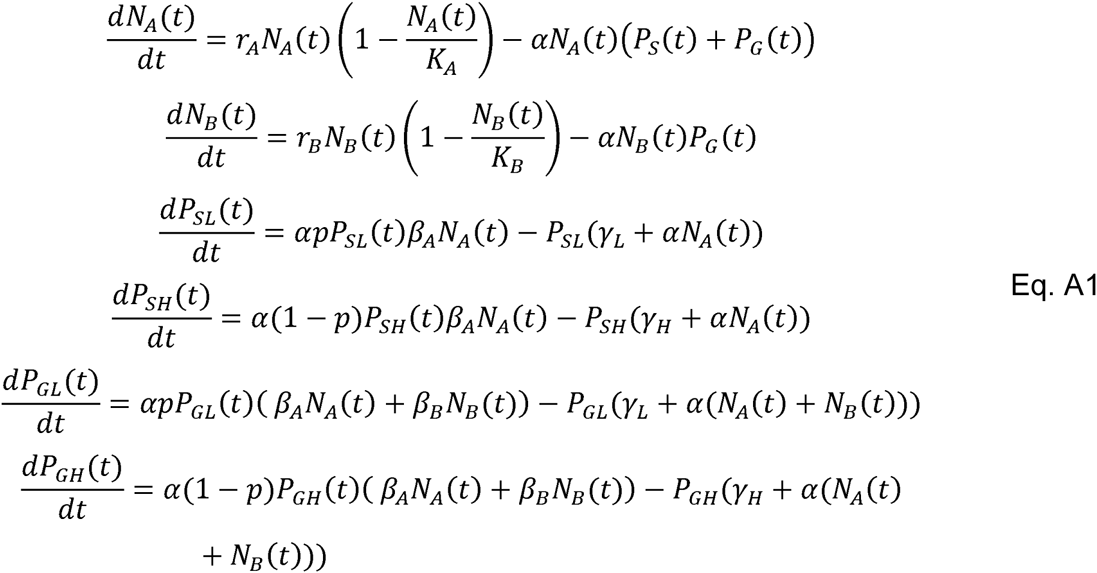 dN_A(t)/dt = r_A N_A(t) (1 − N_A(t)/K_A) − αN_A(t)(P_S(t) + P_G(t))
dN_B(t)/dt = r_B N_B(t) (1 − N_B(t)/K_B) − αN_B(t)P_G(t)
dP_SL(t)/dt = αpP_SL(t)β_A N_A(t) − P_SL(γ_L + αN_A(t))
Eq. A1
dP_SH(t)/dt = α(1 − p)P_SH(t)β_A N_A(t) − P_SH(γ_H + αN_A(t))
dP_GL(t)/dt = αpP_GL(t)( β_A N_A(t) + β_B N_B(t)) − P_GL(γ_L + α(N_A(t) + N_B(t)))
dP_GH(t)/dt = α(1 − p)P_GH(t)( β_A N_A(t) + β_B N_B(t)) − P_GH(γ_H + α(N_A(t)
+ N_B(t)))